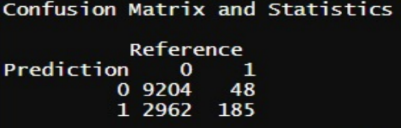 Confusion Matrix and Statistics
Reference
Prediction 0 1
0 9204 48
1 2962 185